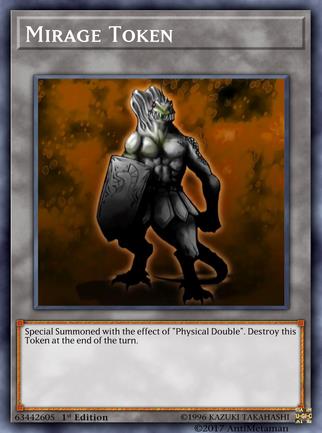 Mirage Token
Special Summoned with the effect of "Physical Double". Destroy this
Token at the end of the turn.
63442605 1st Edition ©1996 KAZUKI TAKAHASHI
©2017 AntiMetaman